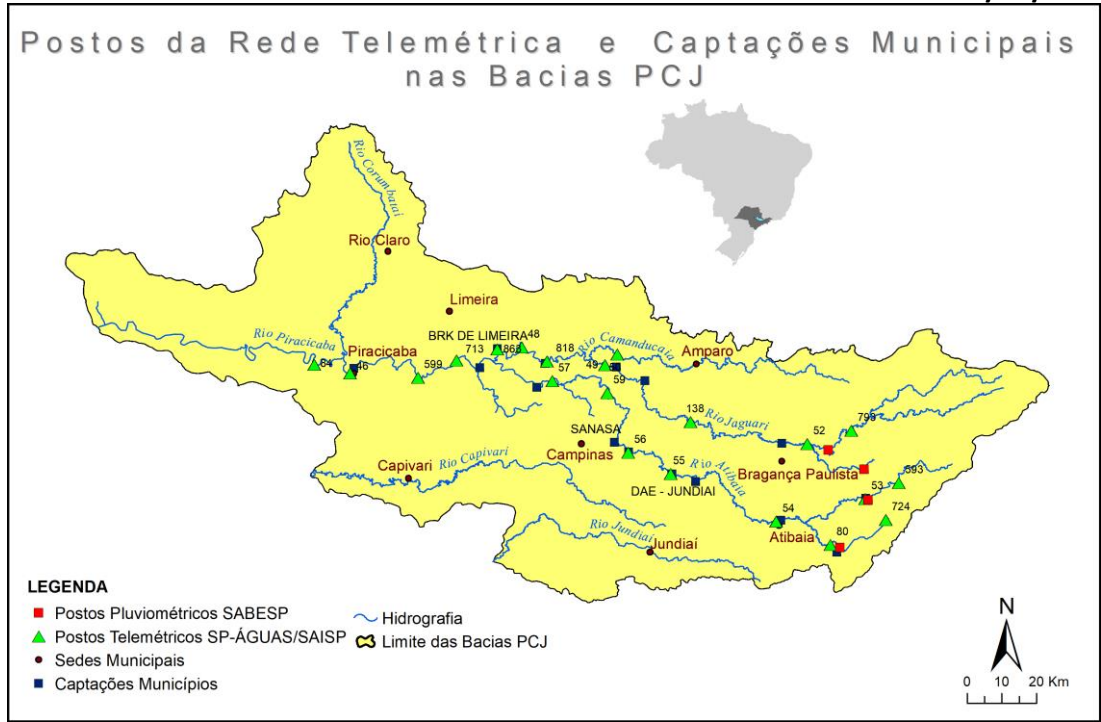 Postos da Rede Telemétrica e Captações Municipais
nas Bacias PCJ
Rio Corumbataí
Rio Claro
Limeira
Rio Piracicaba
Piracicaba
BRK DE LIMEIRA
48
Rio Camanducaia
Amparo
713
818
599
57
49
59
64
46
138
Rio Jaguari
SANASA
52
798
56
Campinas
Capivari
Rio Capivari
55
Rio Atibaia
Bragança Paulista
593
53
DAE - JUNDIAI
54
724
Rio Jundiaí
Jundiaí
Atibaia
80
LEGENDA
Postos Pluviométricos SABESP
Hidrografia
Postos Telemétricos SP-ÁGUAS/SAISP
Limite das Bacias PCJ
Sedes Municipais
Captações Municípios
N
0 10 20 Km